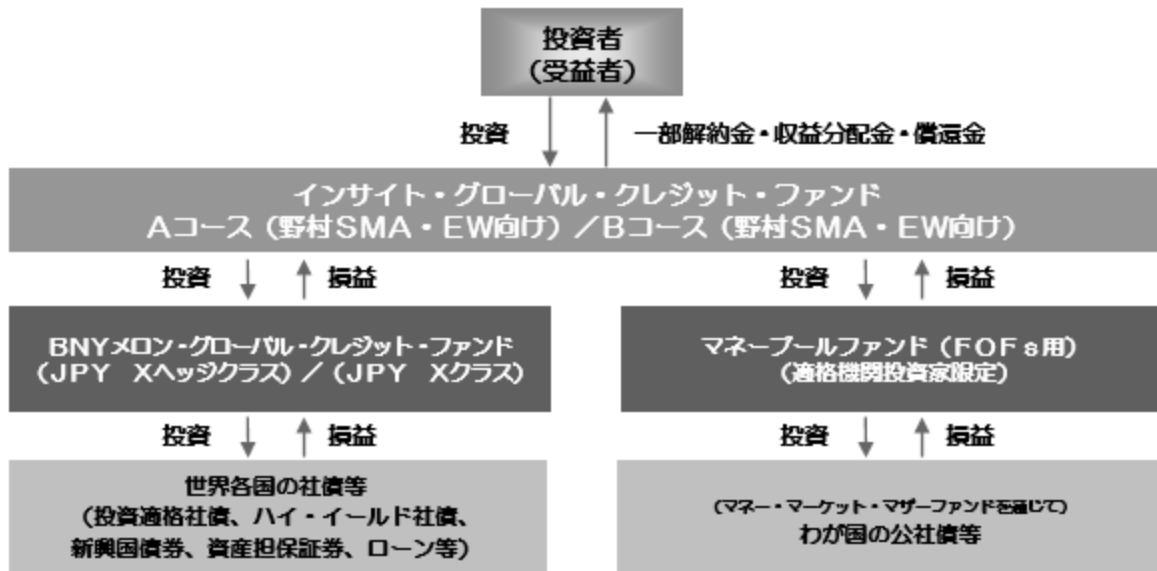 投資者
(受益者)
投資
一部解約金・収益分配金・償還金
インサイト・グローバル・クレジット・ファンド
Aコース(野村SMA・EW向け)/Bコース(野村SMA・EW向け)
投資
損益
投資
損益
BNYメロン・グローバル・クレジット・ファンド
(JPY Xヘッジクラス)/(JPY Xクラス)
マネープールファンド(FOFs用)
(適格機関投資家限定)
投資
損益
投資
損益
世界各国の社債等
(投資適格社債、ハイ・イールド社債、
新興国債券、資産担保証券、ローン等)
(マネー・マーケット・マザーファンドを通じて)
わが国の公社債等